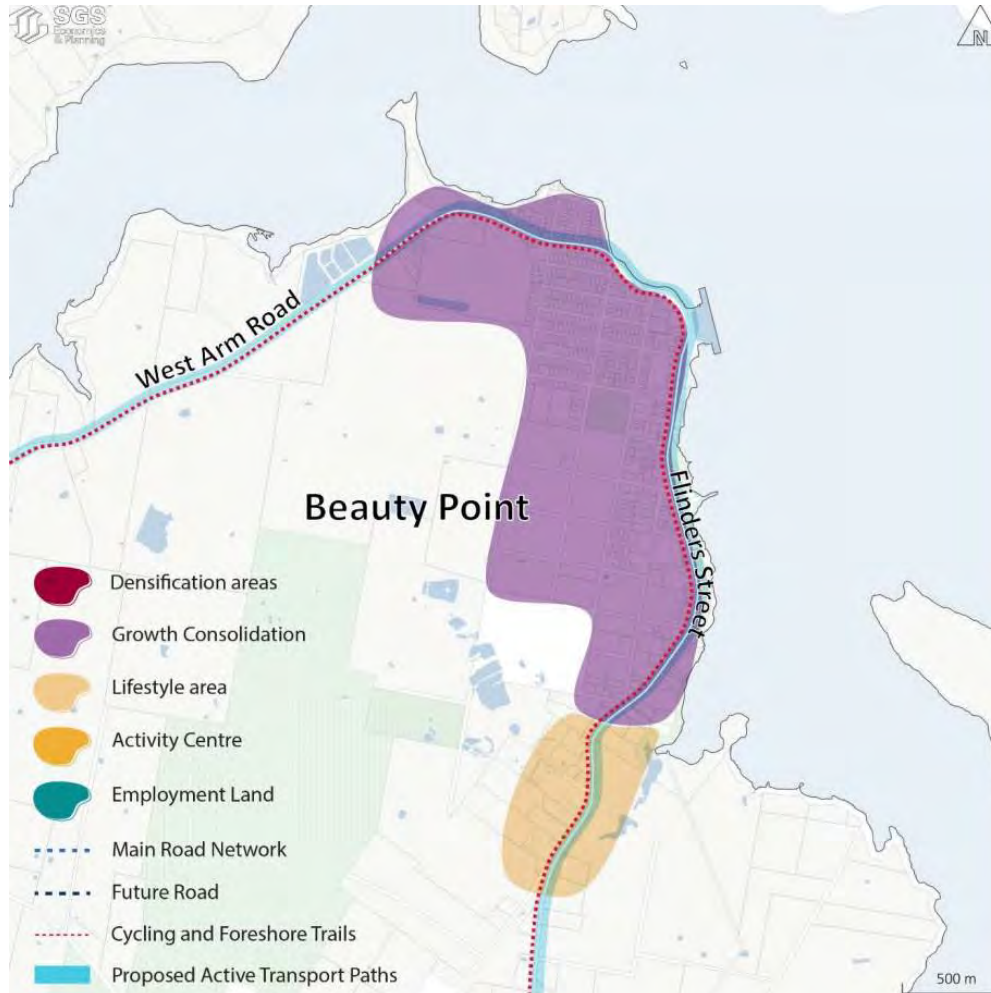 SGS
Economics
& Planning
N
West Arm Road
Beauty Point
Flinders Street
Densification areas
Growth Consolidation
Lifestyle area
Activity Centre
Employment Land
Main Road Network
Future Road
Cycling and Foreshore Trails
Proposed Active Transport Paths
500 m